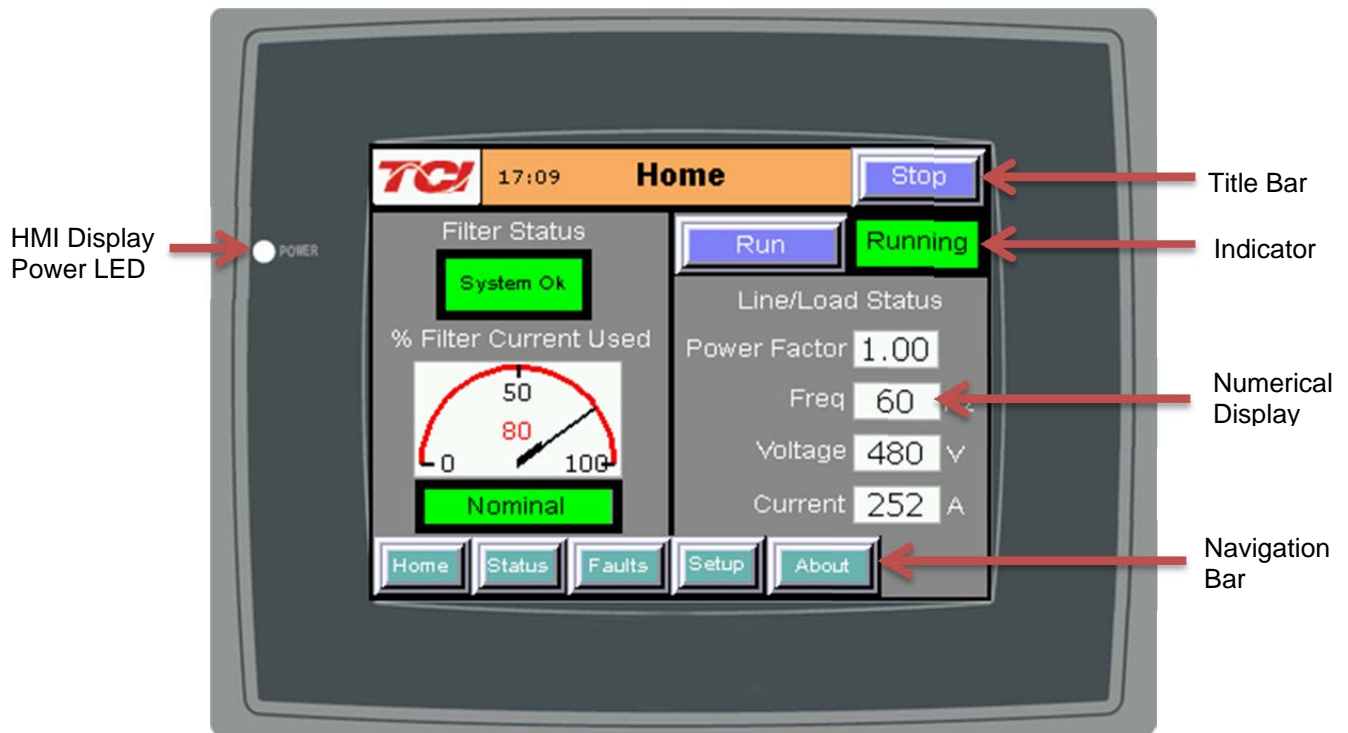 TCI
17:09
Home
Stop
Title Bar
HMI Display
Power LED
POWER
Filter Status
System Ok
Run
Running
Indicator
% Filter Current Used
50
80
0
100
Nominal
Line/Load Status
Power Factor 1.00
Freq 60
Voltage 480 V
Current 252 A
Numerical
Display
Home
Status
Faults
Setup
About
Navigation
Bar